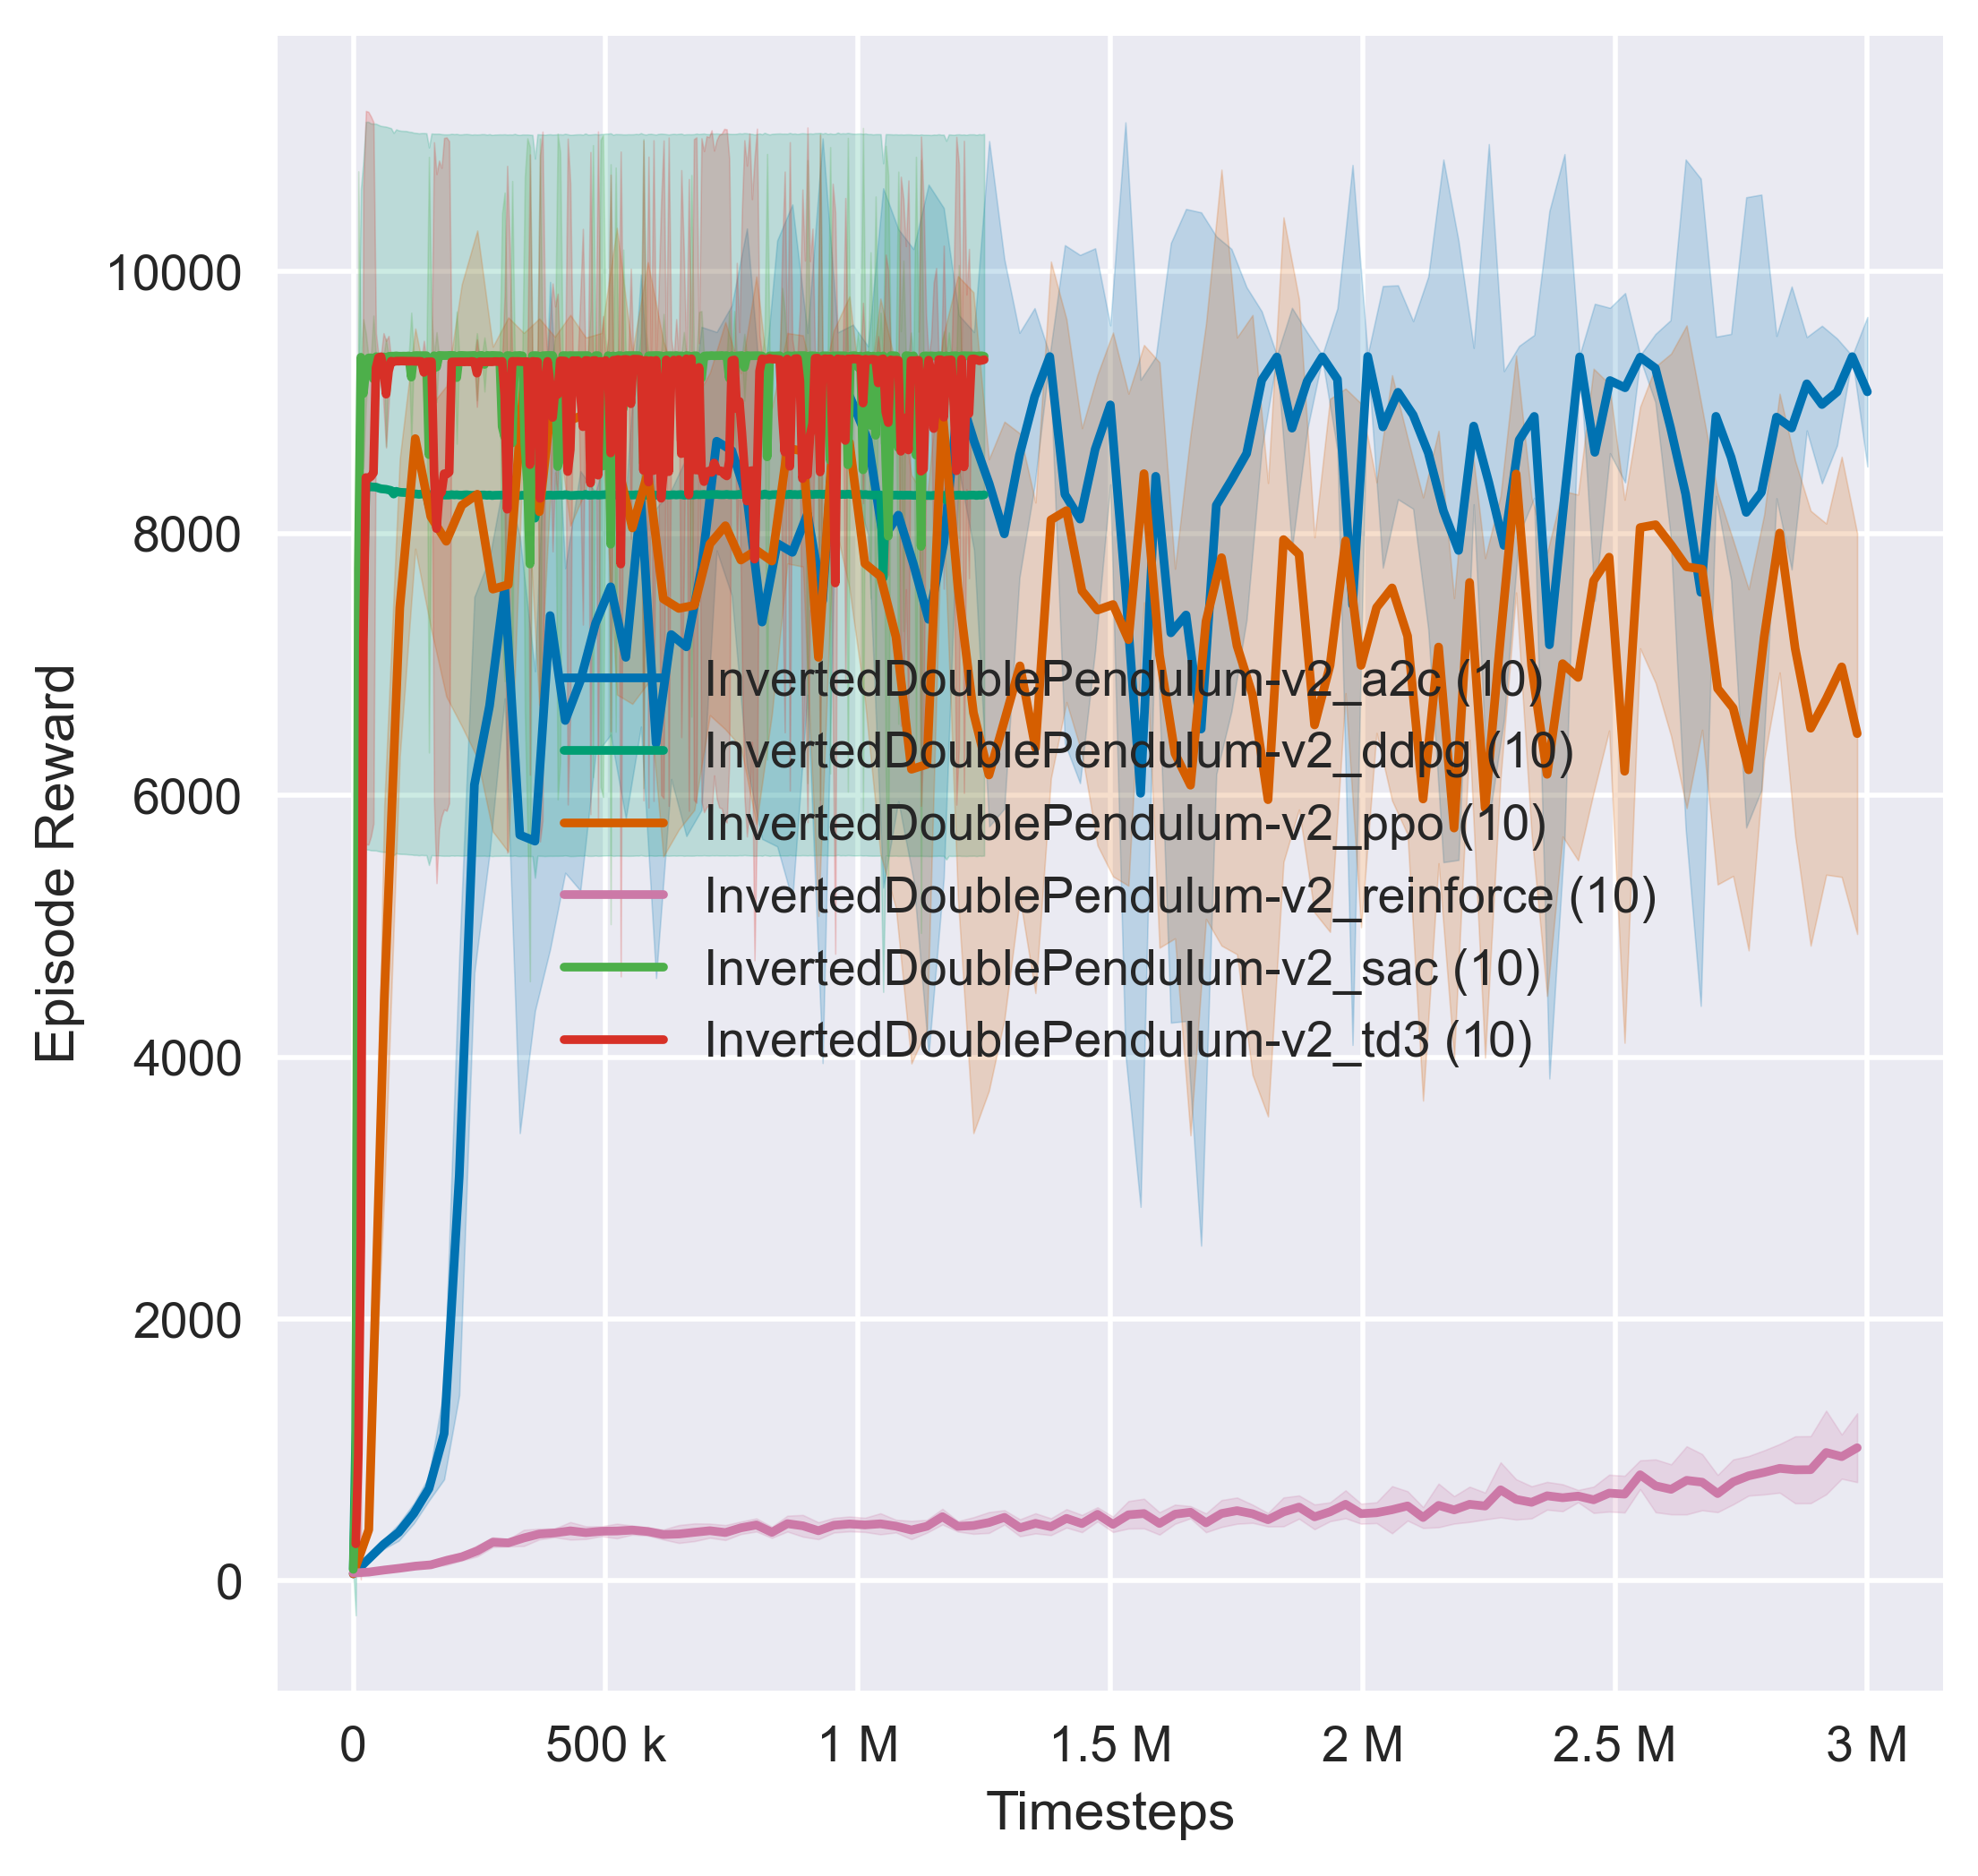 Episode Reward
10000
8000
6000
4000
2000
0
InvertedDoublePendulum-v2_a2c (10)
InvertedDoublePendulum-v2_ddpg (10)
InvertedDoublePendulum-v2_ppo (10)
InvertedDoublePendulum-v2_reinforce (10)
InvertedDoublePendulum-v2_sac (10)
InvertedDoublePendulum-v2_td3 (10)
0 500 k 1 M 1.5 M 2 M 2.5 M 3 M
Timesteps